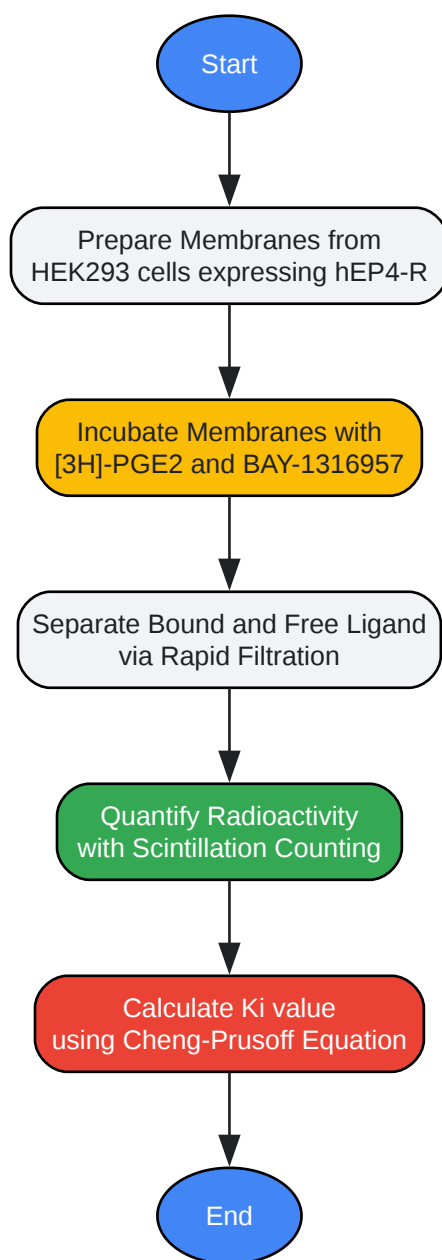 Start
Prepare Membranes from
HEK293 cells expressing hEP4-R
Incubate Membranes with
[3H]-PGE2 and BAY-1316957
Separate Bound and Free Ligand
via Rapid Filtration
Quantify Radioactivity
with Scintillation Counting
Calculate Ki value
using Cheng-Prusoff Equation
End